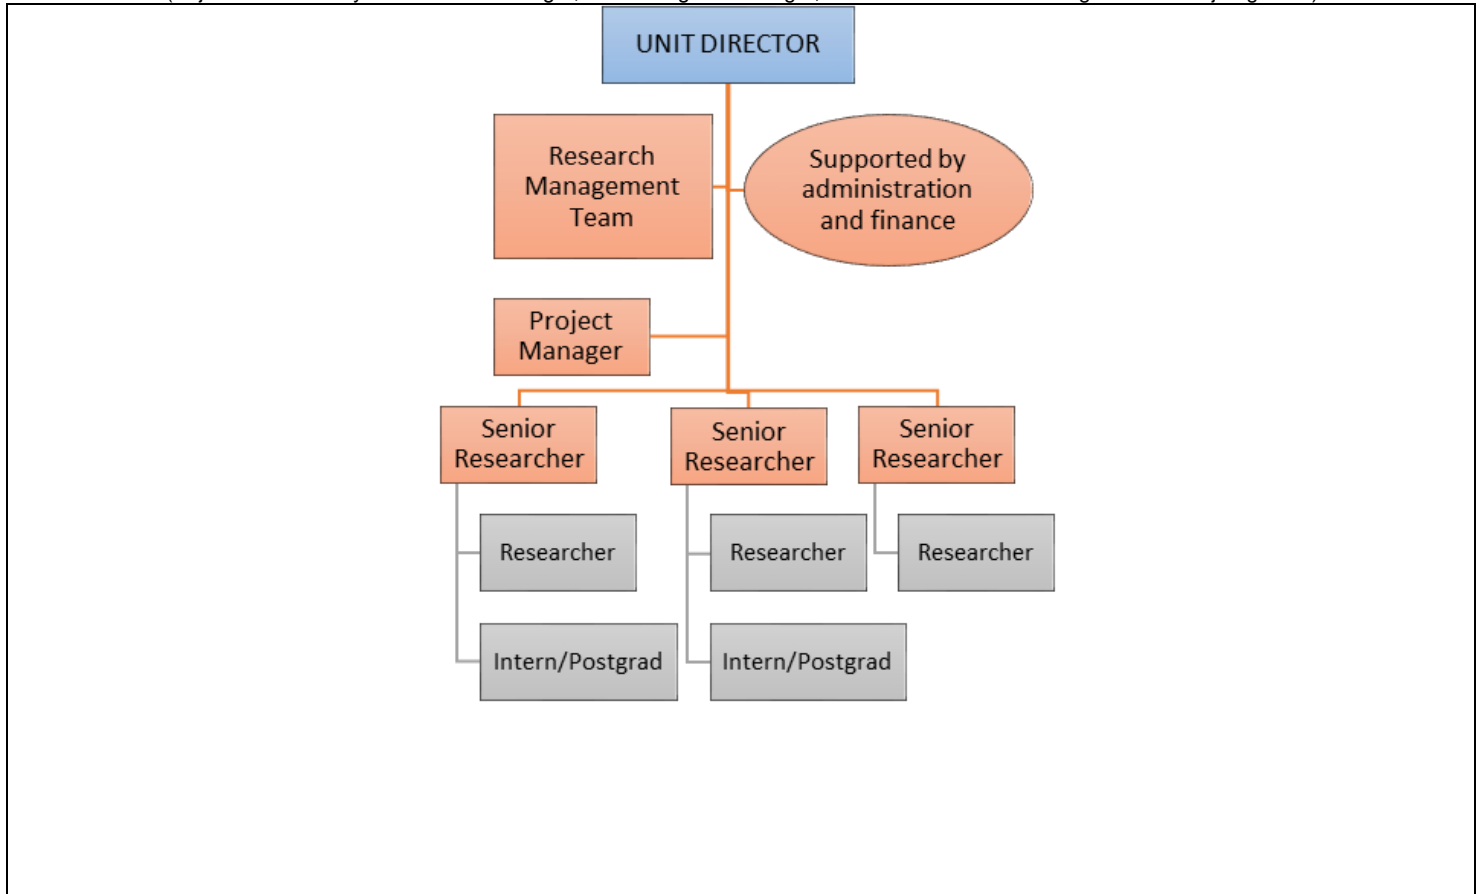 UNIT DIRECTOR
Research
Management
Team
Supported by
administration
and finance
Project
Manager
Senior
Researcher
Senior
Researcher
Senior
Researcher
Researcher
Researcher
Researcher
Intern/Postgrad
Intern/Postgrad